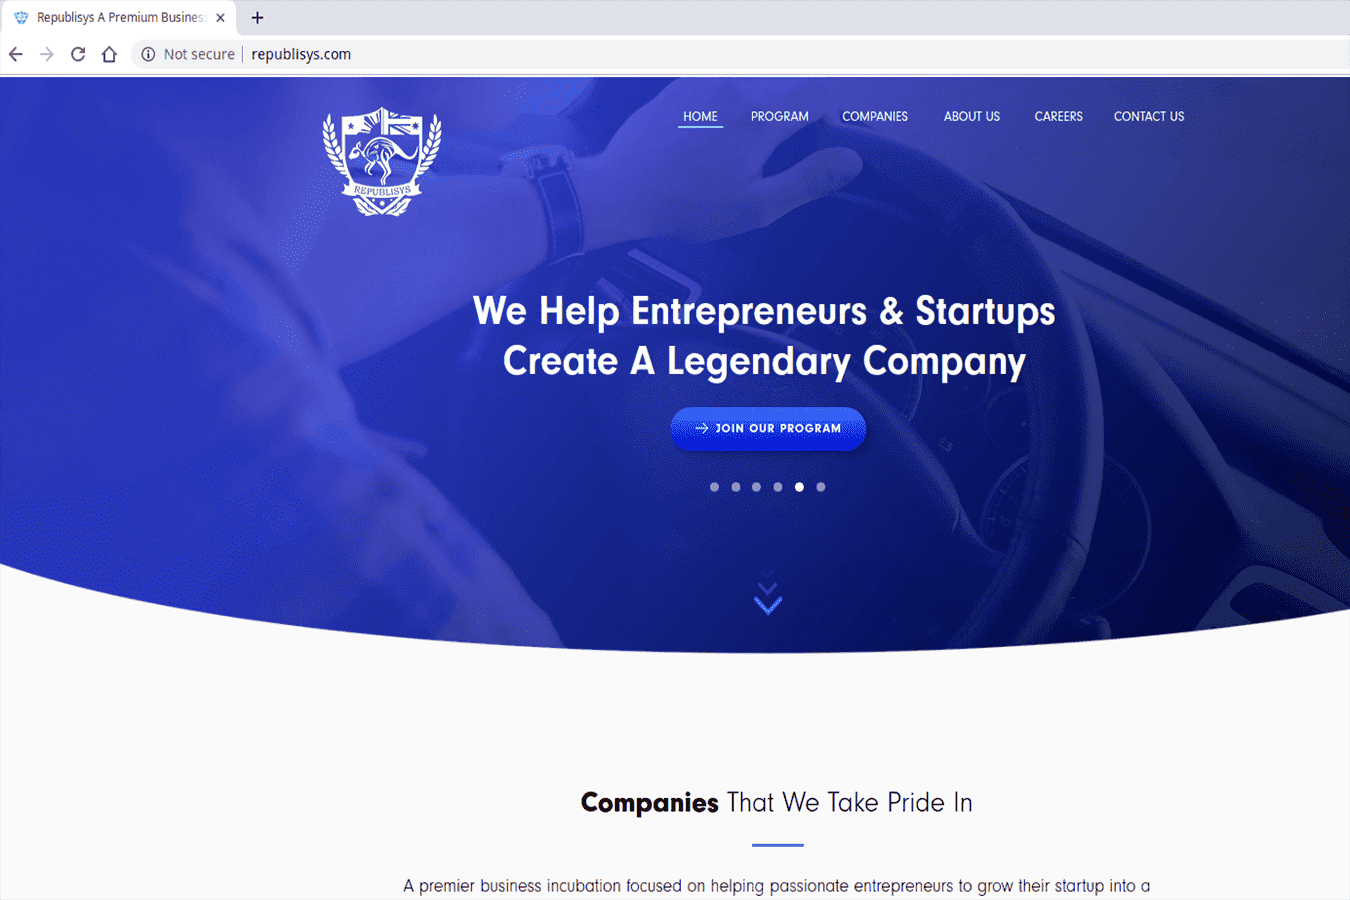 Republisys A Premium Business
Not secure
republisys.com
REPUBLISYS
HOME
PROGRAM
COMPANIES
ABOUT US
CAREERS
CONTACT US
We Help Entrepreneurs & Startups
Create A Legendary Company
JOIN OUR PROGRAM
Companies That We Take Pride In
A premier business incubation focused on helping passionate entrepreneurs to grow their startup into a